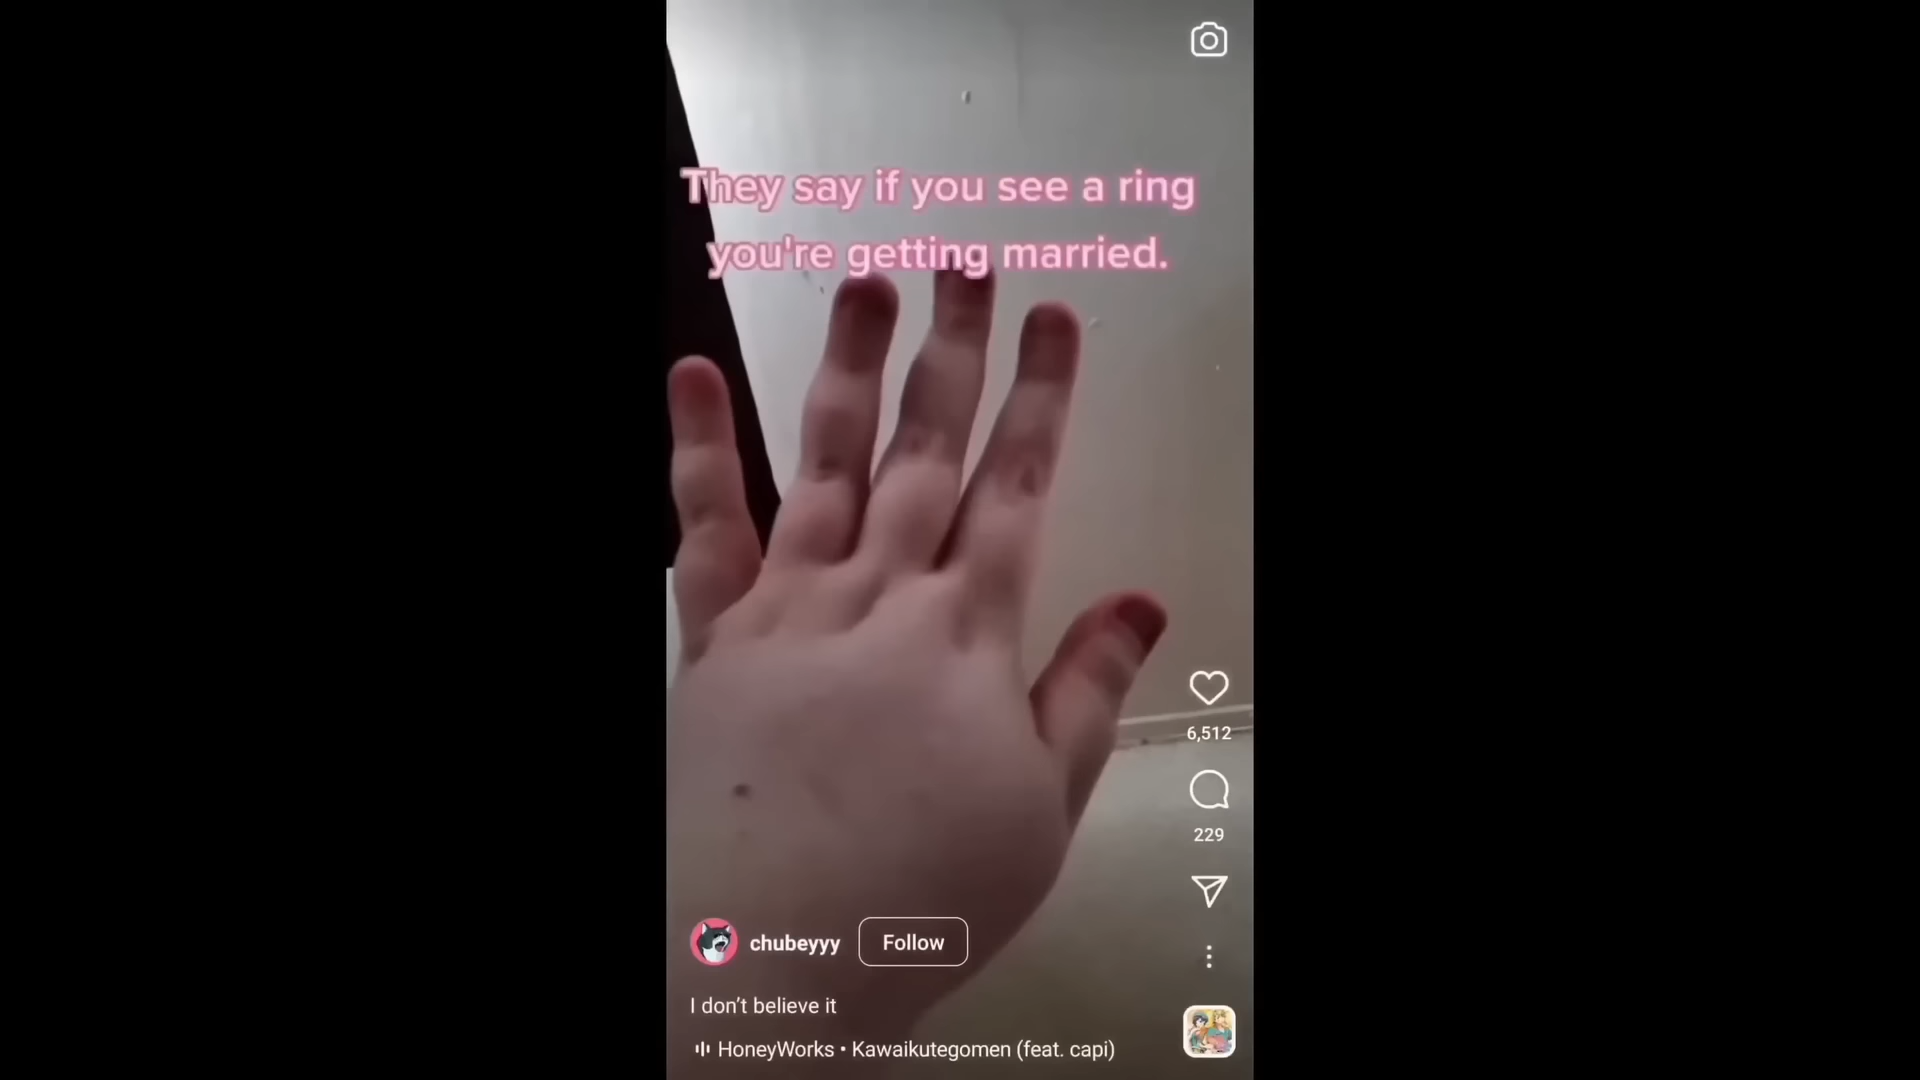 They say if you see a ring
you're getting married.
6,512
229
chubeyyy
Follow
I don’t believe it
HoneyWorks • Kawaikutegomen (feat. capi)